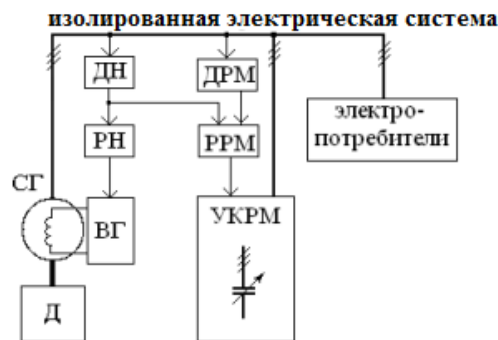 изолированная электрическая система
ДН
ДРМ
электро-
потребители
РН
РРМ
СГ
ВГ
УКРМ
Д